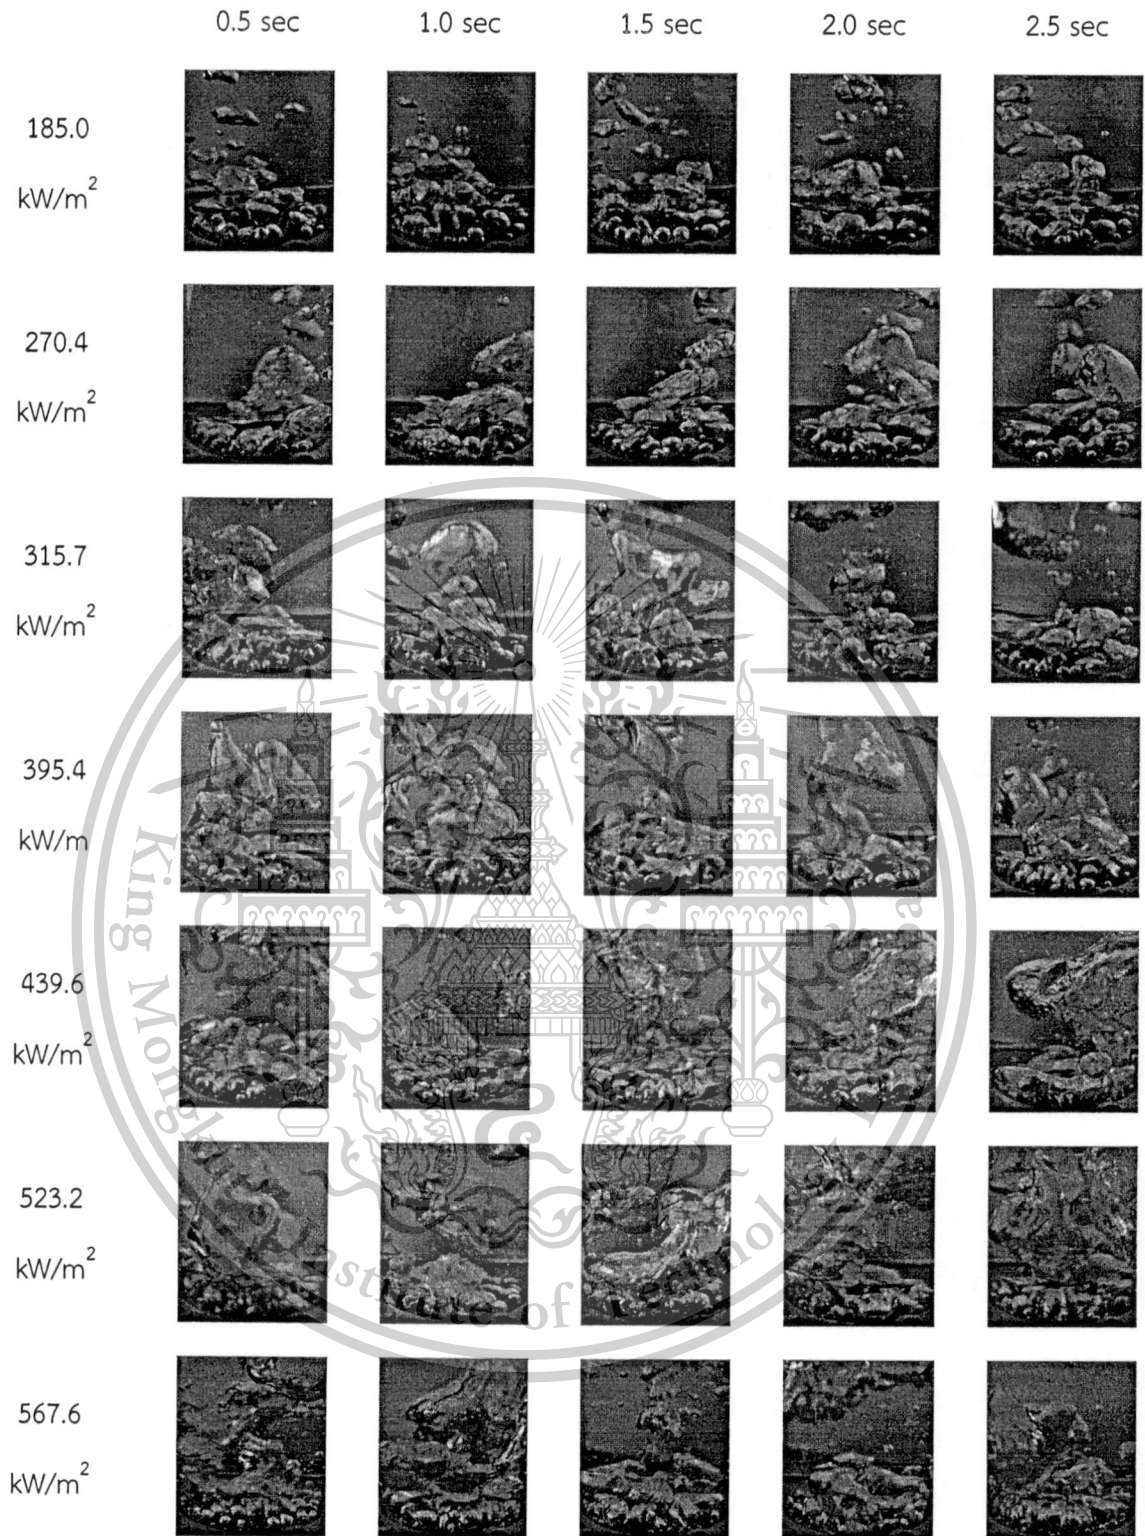 0.5 sec 1.0 sec 1.5 sec 2.0 sec 2.5 sec
185.0
kW/m²
270.4
kW/m²
315.7
kW/m²
395.4
kW/m
439.6
kW/m²
523.2
kW/m²
567.6
kW/m²
King
Institute of